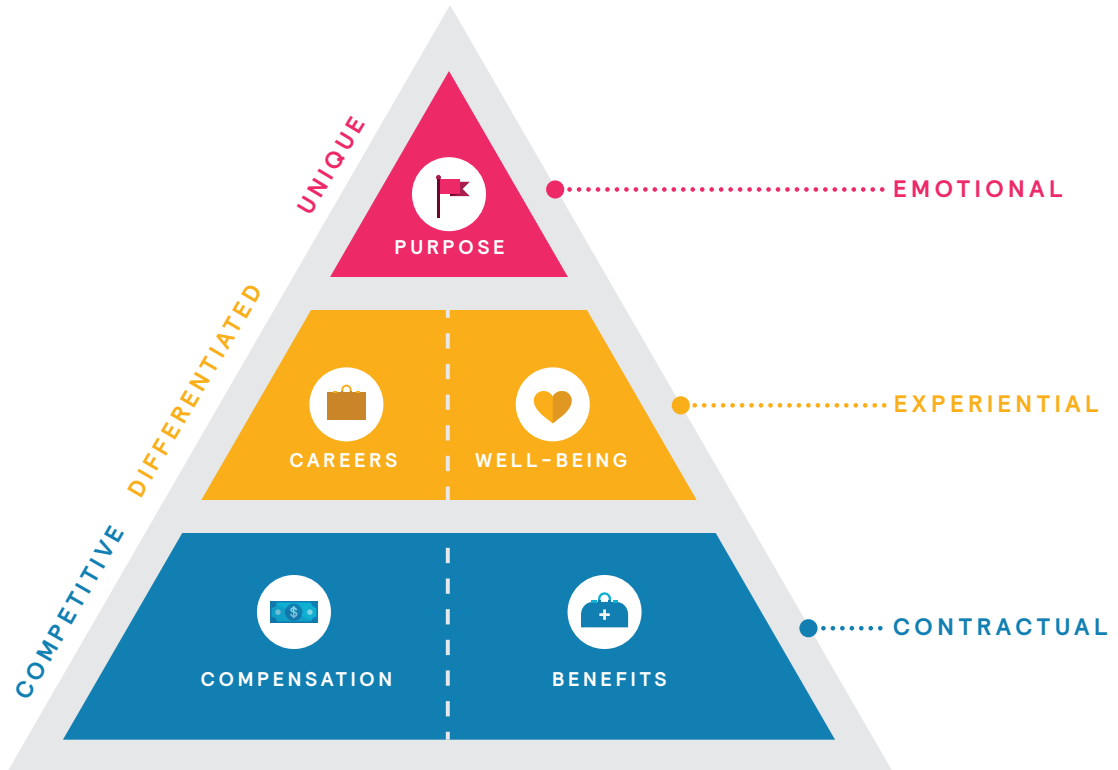 UNIQUE
PURPOSE
EMOTIONAL
DIFFERENTIATED
CAREERS
WELL-BEING
EXPERIENTIAL
COMPETITIVE
$
COMPENSATION
BENEFITS
CONTRACTUAL